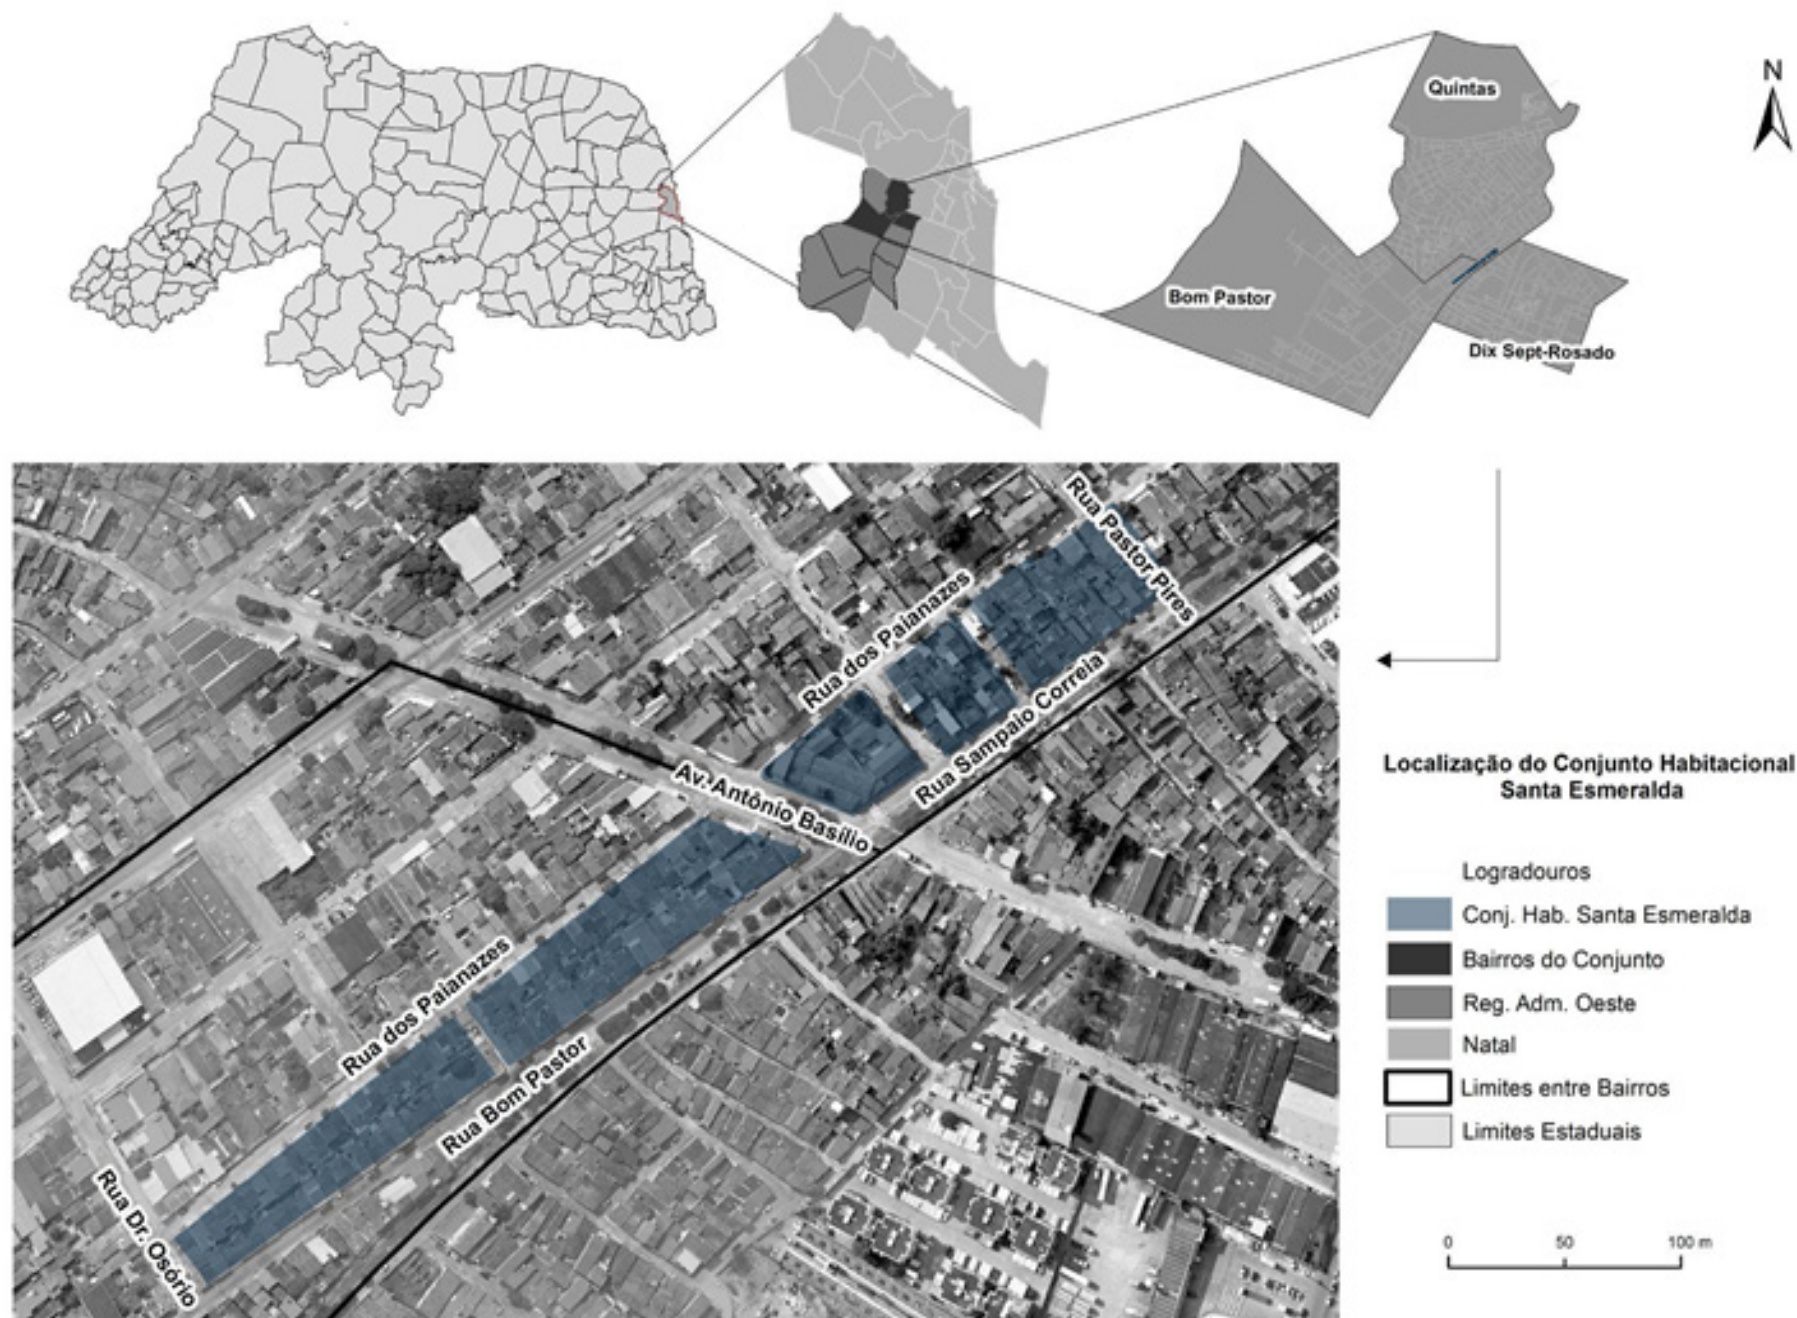 Quintas
N
Bom Pastor
Dix Sept-Rosado
Rua Pastor Pires
Rua dos Paianazes
Rua Sampaio Correia
Av. Antônio Basílio
Rua dos Paianazes
Rua Bom Pastor
Rua Dr. Osório
Localização do Conjunto Habitacional
Santa Esmeralda
Logradouros
Conj. Hab. Santa Esmeralda
Bairros do Conjunto
Reg. Adm. Oeste
Natal
Limites entre Bairros
Limites Estaduais
0 50 100 m